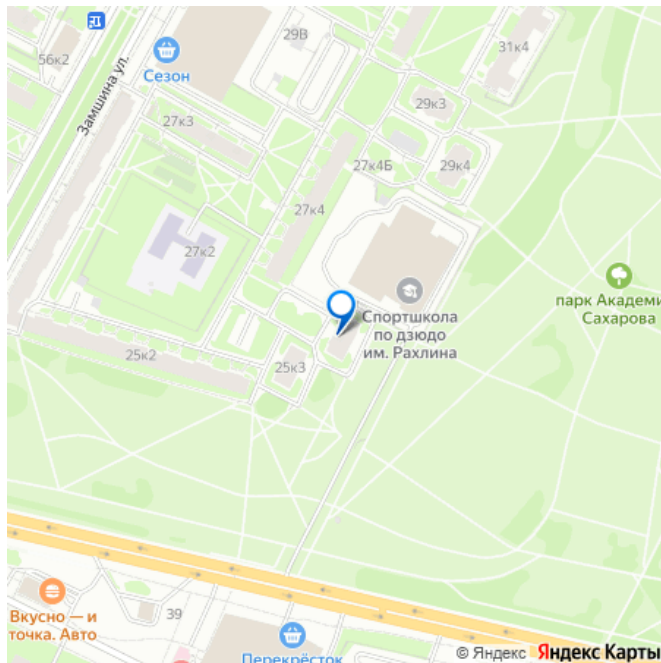 56к2
Замшина ул.
Сезон
29В
31к4
27к3
29к3
27к4Б
29к4
27к4
27к2
парк Академи
Сахарова
Спортшкола
по дзюдо
им. Рахлина
25к2
25к3
Вкусно — и
точка. Авто
39
Перекрёсток
© Яндекс Яндекс Карты